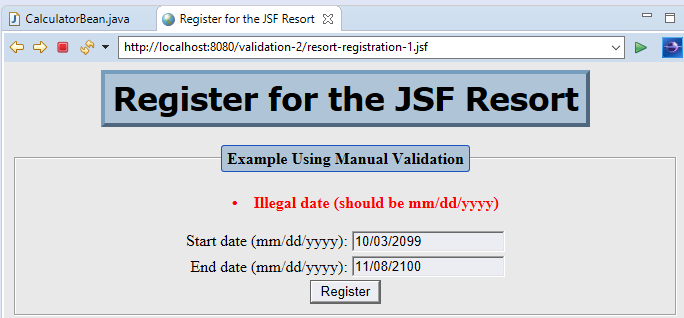 CalculatorBean.java
Register for the JSF Resort
http://localhost:8080/validation-2/resort-registration-1.jsf
Register for the JSF Resort
Example Using Manual Validation
• Illegal date (should be mm/dd/yyyy)
Start date (mm/dd/yyyy): 10/03/2099
End date (mm/dd/yyyy): 11/08/2100
Register